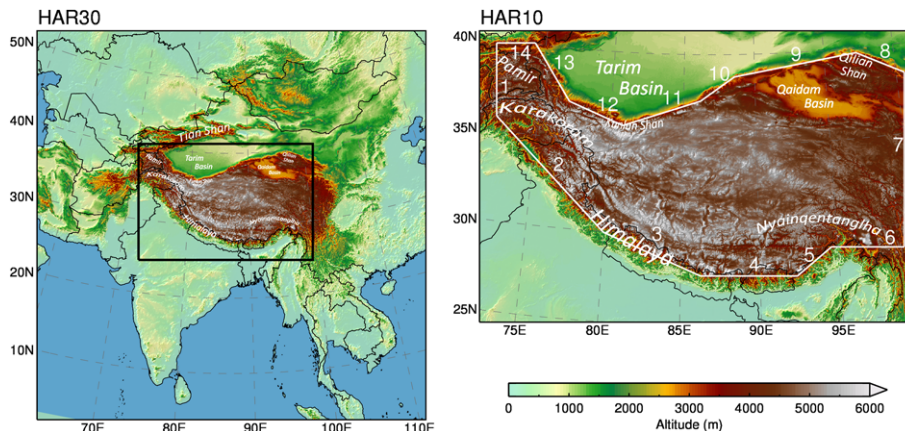 HAR30
50N
40N
30N
20N
10N
70E
80E
90E
100E
110E
Tian Shan
Pamir
Tarim
Basin
Qilian
Shan
Qaidam
Basin
Karakoram
Himalaya
HAR10
40N
35N
30N
25N
75E
80E
85E
90E
95E
14
13
Pamir
1
Tarim
Basin
12
11
10
9
8
Qilian
Shan
Qaidam
Basin
Kunlun Shan
Karakoram
2
7
Himalaya
3
Nyainqentanglha
6
5
4
0
1000
2000
3000
4000
5000
6000
Altitude (m)